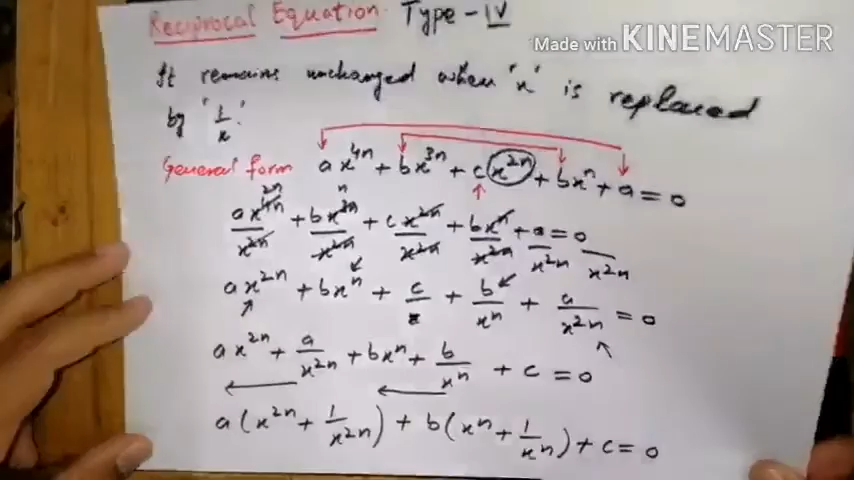 Reciprocal Equation. Type - IV
Made with KINEMASTER
It remains unchanged when 'x' is replaced
by '1/x'.
General form ax^4n + bx^3n + cx^2n + bx^n + a = 0
ax^4n/x^2n + bx^3n/x^2n + cx^2n/x^2n + bx^n/x^2n + a/x^2n = 0/x^2n
ax^2n + bx^n + c + b/x^n + a/x^2n = 0
ax^2n + a/x^2n + bx^n + b/x^n + c = 0
a(x^2n + 1/x^2n) + b(x^n + 1/x^n) + c = 0